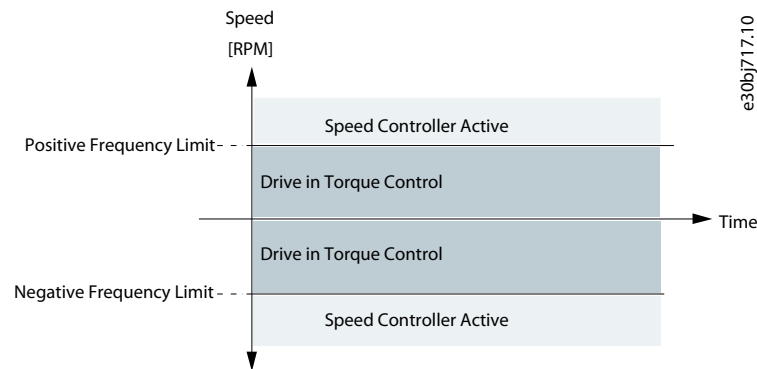 Speed
[RPM]
e30bj717.10
Speed Controller Active
Positive Frequency Limit
Drive in Torque Control
Time
Drive in Torque Control
Negative Frequency Limit
Speed Controller Active